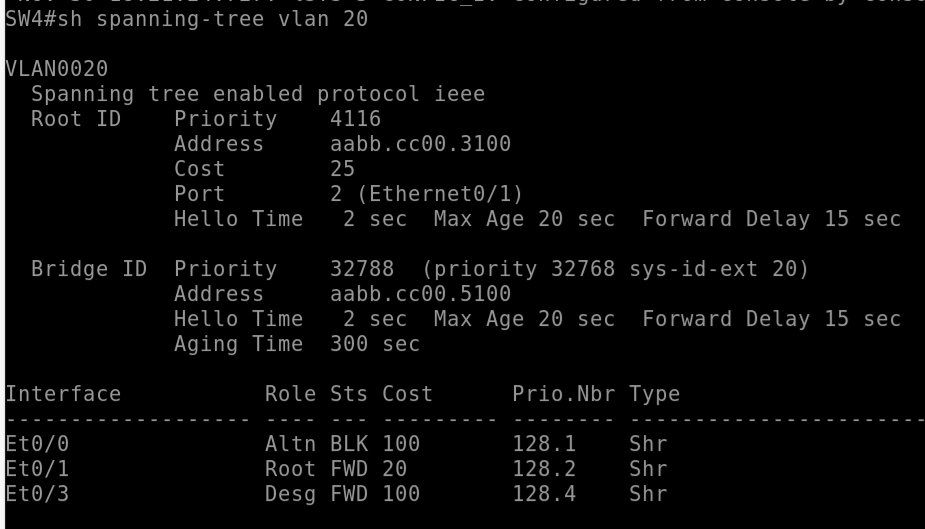 SW4#sh spanning-tree vlan 20
VLAN0020
Spanning tree enabled protocol ieee
Root ID    Priority    4116
Address     aabb.cc00.3100
Cost        25
Port        2 (Ethernet0/1)
Hello Time   2 sec  Max Age 20 sec  Forward Delay 15 sec
Bridge ID  Priority    32788  (priority 32768 sys-id-ext 20)
Address     aabb.cc00.5100
Hello Time   2 sec  Max Age 20 sec  Forward Delay 15 sec
Aging Time  300 sec
Interface           Role Sts Cost      Prio.Nbr Type
------------------- ---- --- --------- -------- -----------------------
Et0/0               Altn BLK 100       128.1    Shr
Et0/1               Root FWD 20        128.2    Shr
Et0/3               Desg FWD 100       128.4    Shr